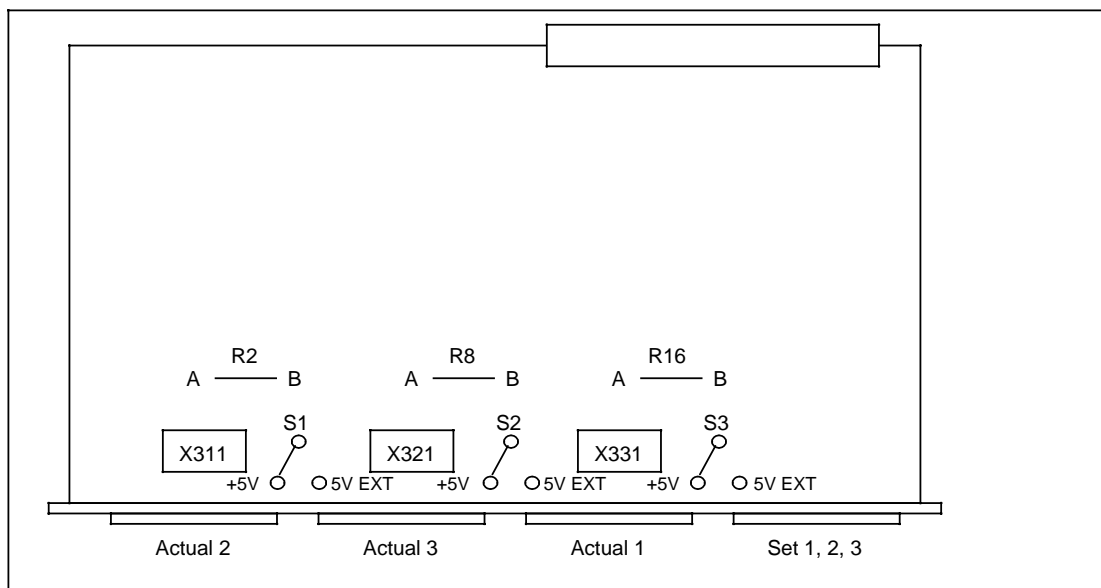 R2 R8 R16
A B A B A B
S1 S2 S3
X311 X321 X331
+5V 5V EXT +5V 5V EXT +5V 5V EXT
Actual 2 Actual 3 Actual 1 Set 1, 2, 3